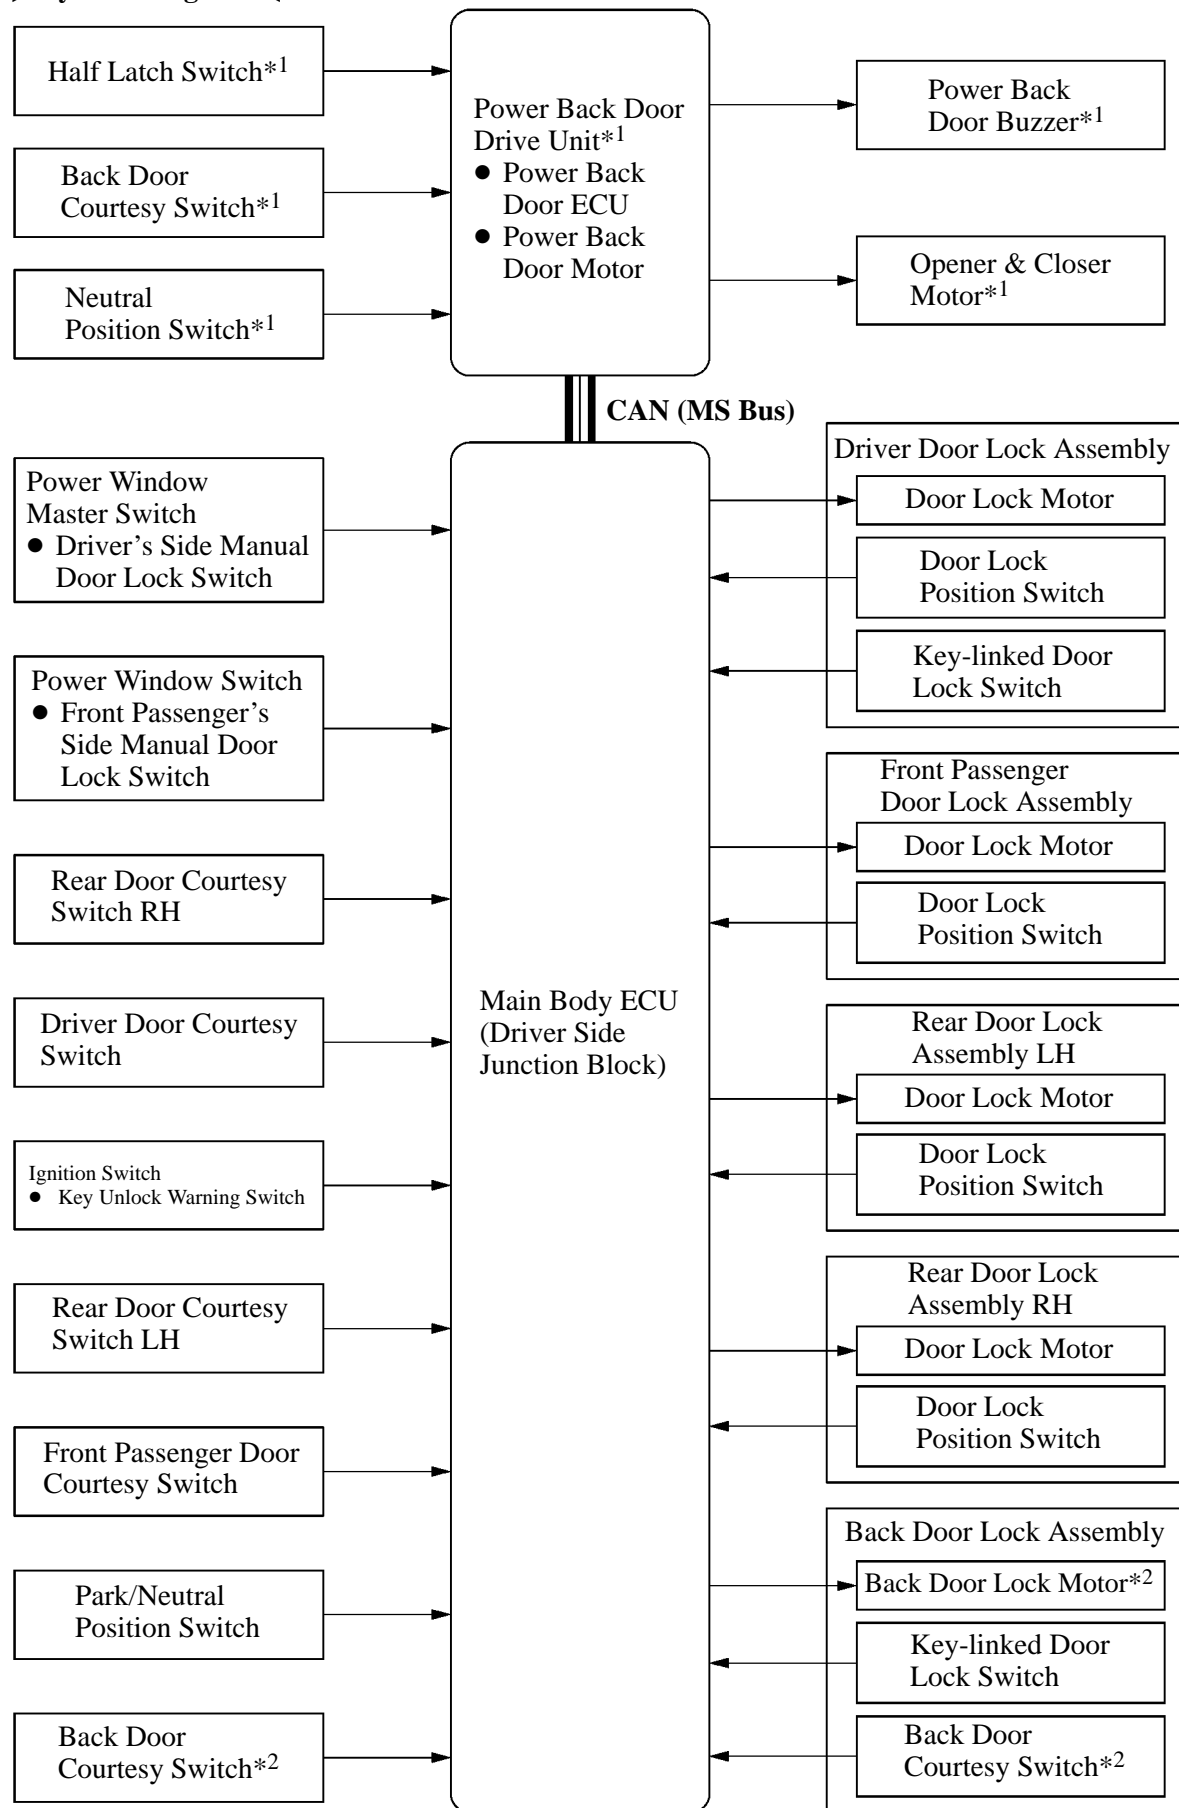 Half Latch Switch*1
Back Door
Courtesy Switch*1
Neutral
Position Switch*1
Power Back Door
Drive Unit*1
● Power Back
Door ECU
● Power Back
Door Motor
Power Back
Door Buzzer*1
Opener & Closer
Motor*1
CAN (MS Bus)
Power Window
Master Switch
● Driver's Side Manual
Door Lock Switch
Power Window Switch
● Front Passenger's
Side Manual Door
Lock Switch
Rear Door Courtesy
Switch RH
Driver Door Courtesy
Switch
Ignition Switch
● Key Unlock Warning Switch
Rear Door Courtesy
Switch LH
Front Passenger Door
Courtesy Switch
Park/Neutral
Position Switch
Back Door
Courtesy Switch*2
Main Body ECU
(Driver Side
Junction Block)
Driver Door Lock Assembly
Door Lock Motor
Door Lock
Position Switch
Key-linked Door
Lock Switch
Front Passenger
Door Lock Assembly
Door Lock Motor
Door Lock
Position Switch
Rear Door Lock
Assembly LH
Door Lock Motor
Door Lock
Position Switch
Rear Door Lock
Assembly RH
Door Lock Motor
Door Lock
Position Switch
Back Door Lock Assembly
Back Door Lock Motor*2
Key-linked Door
Lock Switch
Back Door
Courtesy Switch*2